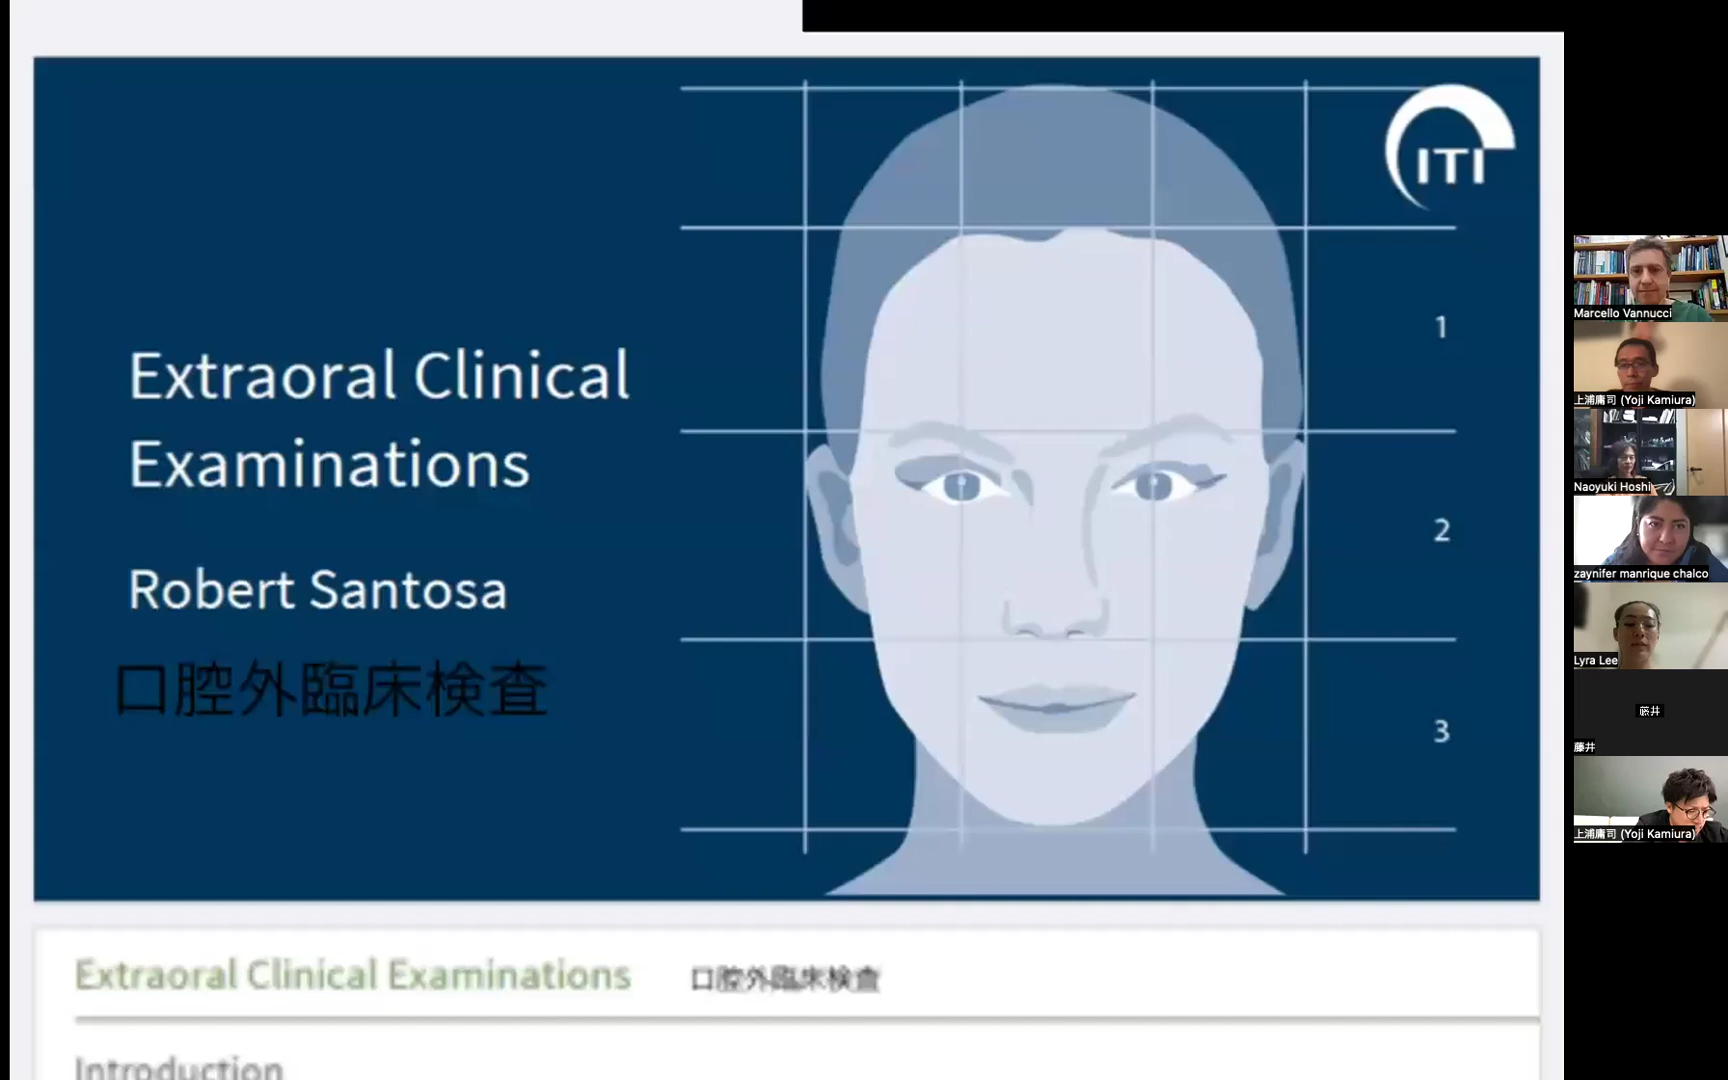 ITI
Extraoral Clinical
Examinations
Robert Santosa
口腔外臨床検査
1
2
3
Extraoral Clinical Examinations 口腔外臨床検査
Introduction
Marcello Vannucci
上浦庸司 (Yoji Kamiura)
Naoyuki Hoshi
zaynifer manrique chalco
Lyra Lee
藤井
藤井
上浦庸司 (Yoji Kamiura)